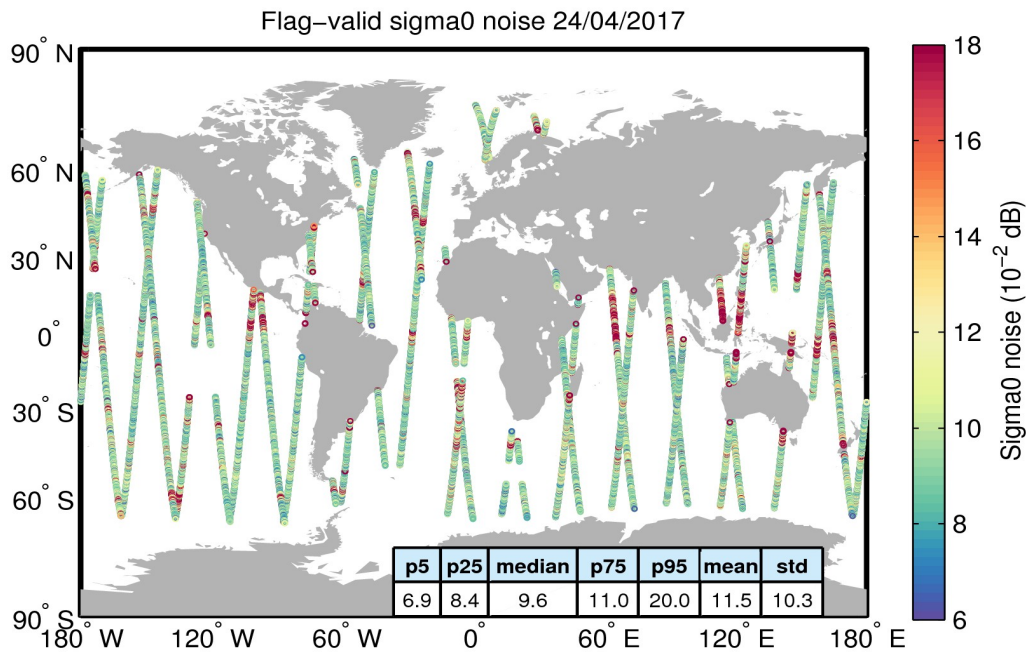 Flag−valid sigma0 noise 24/04/2017
90° N
60° N
30° N
0°
30° S
60° S
90° S
180° W
120° W
60° W
0°
60° E
120° E
180° E
p5 p25 median p75 p95 mean std
6.9 8.4 9.6 11.0 20.0 11.5 10.3
18
16
14
12
10
8
6
Sigma0 noise (10⁻² dB)